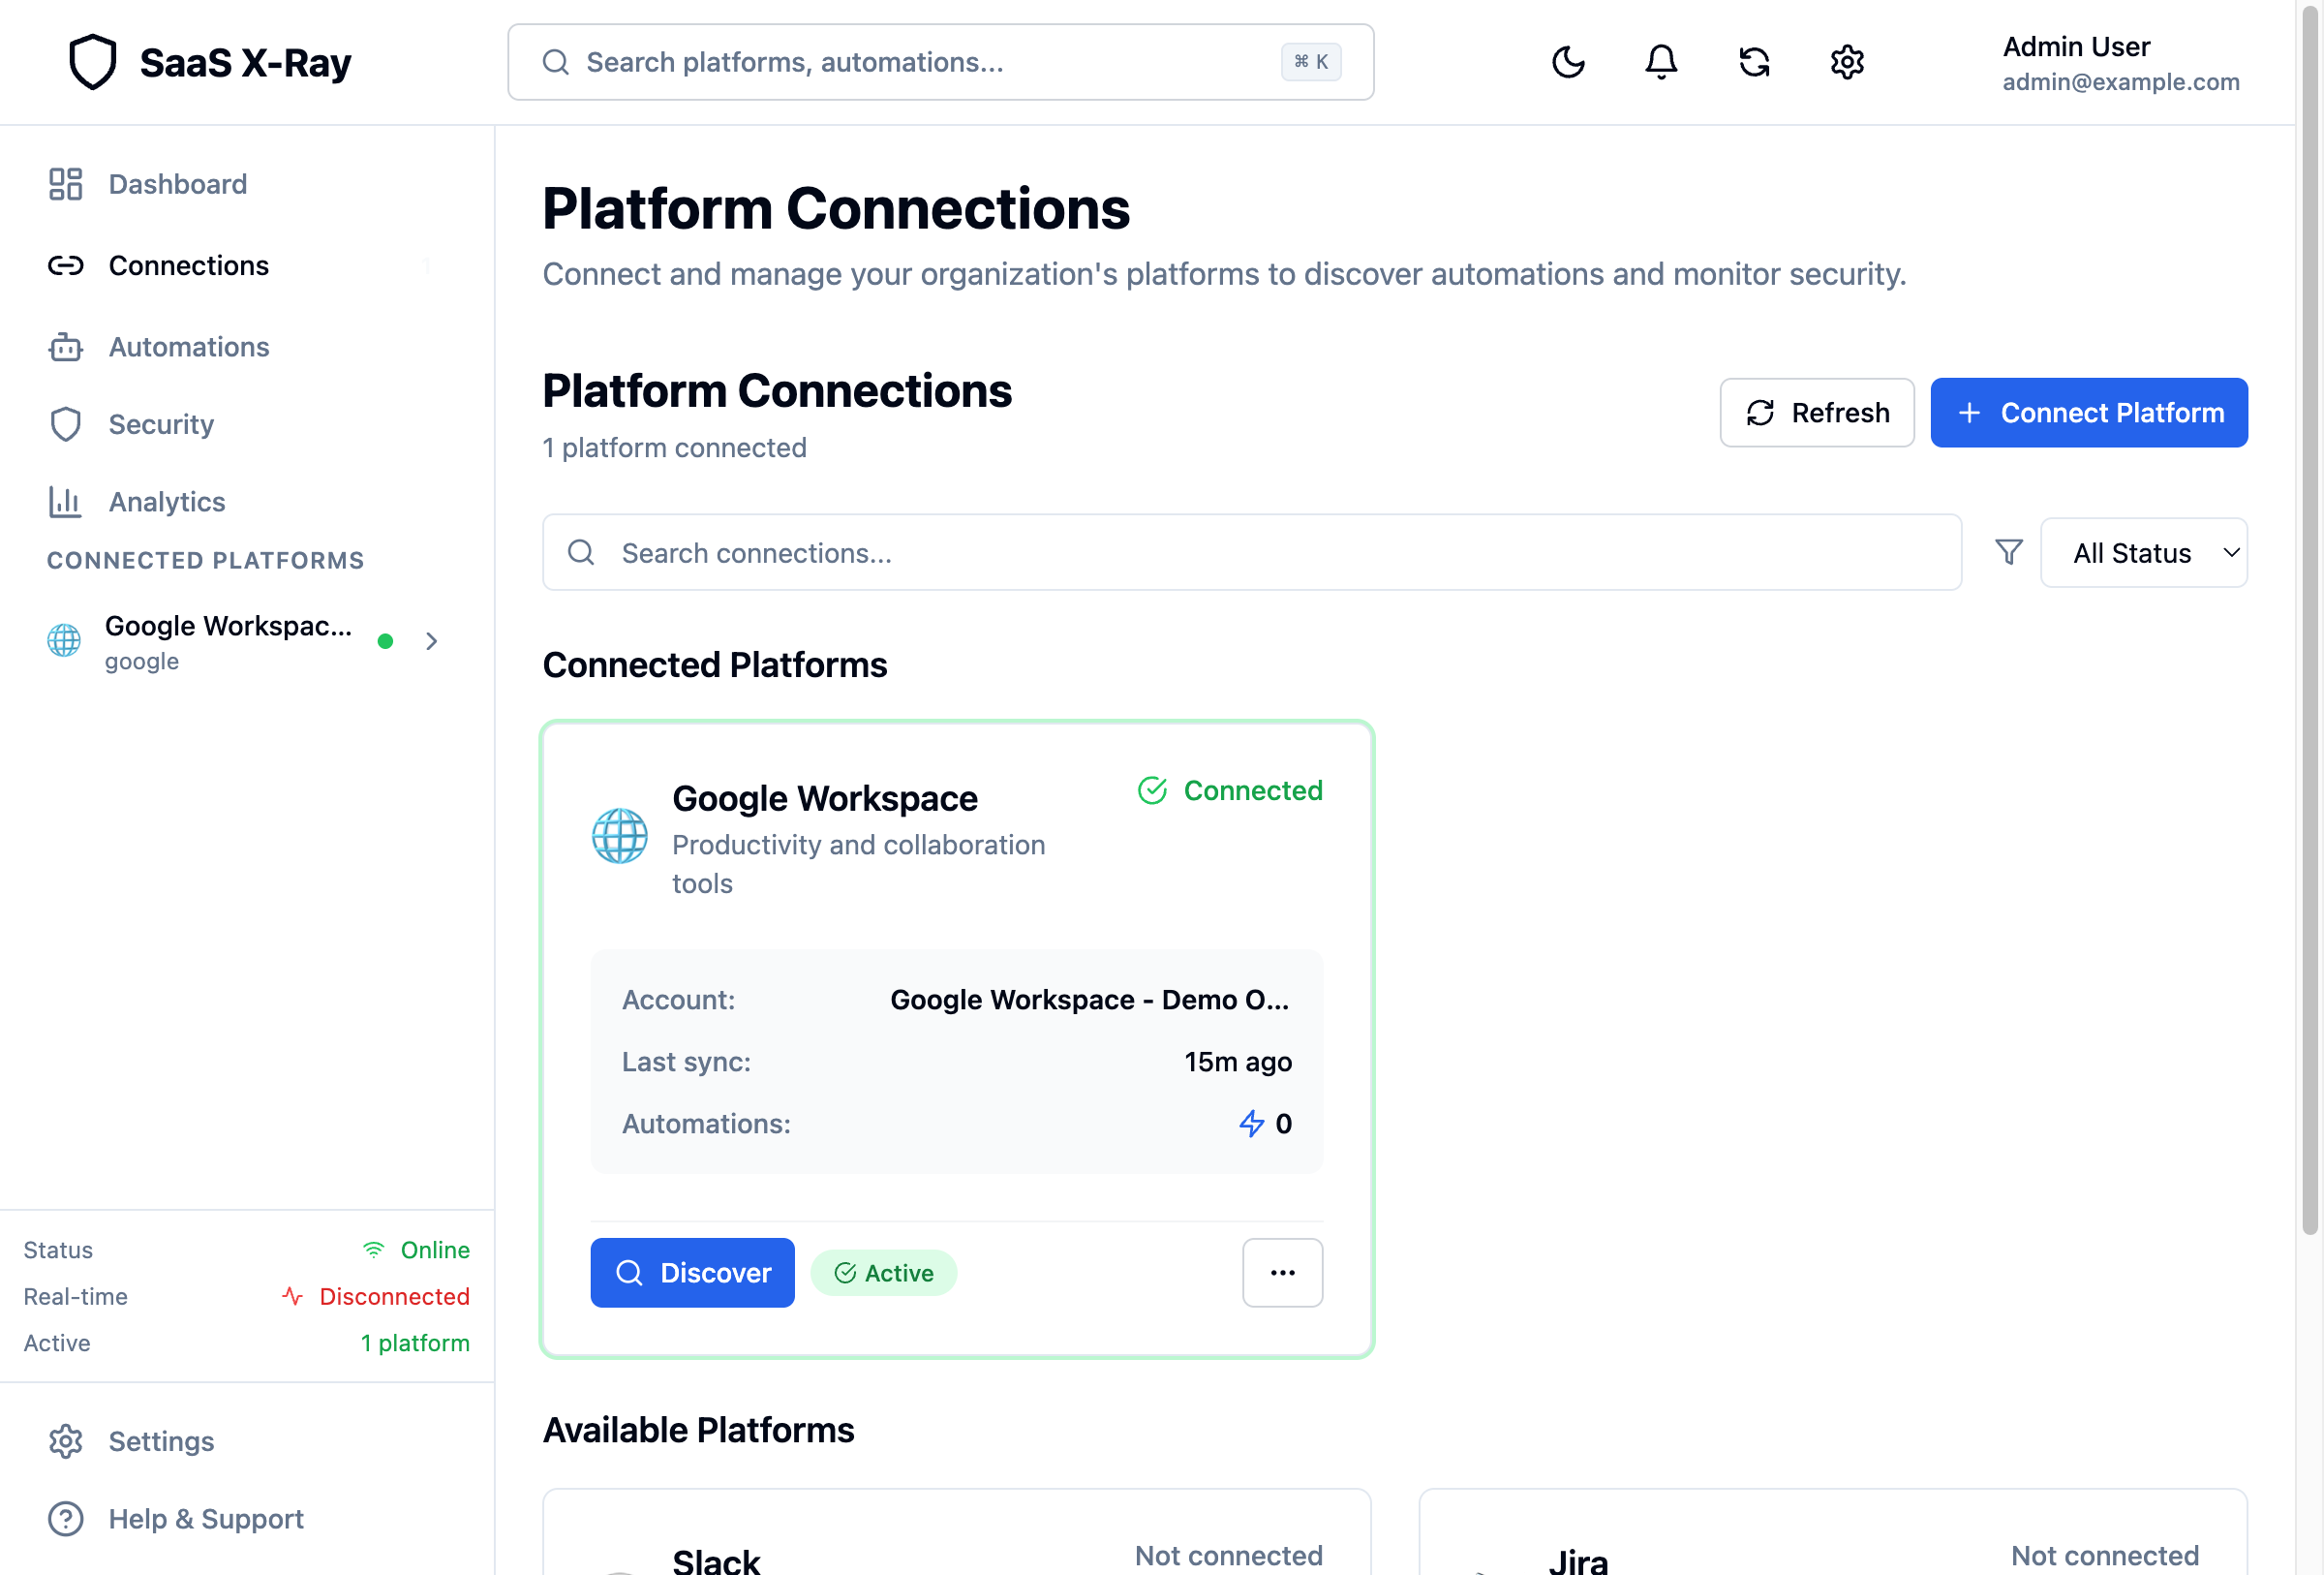 SaaS X-Ray
Search platforms, automations...
⌘ K
Admin User
admin@example.com
Dashboard
Connections
1
Automations
Security
Analytics
CONNECTED PLATFORMS
Google Workspac...
google
Status
Online
Real-time
Disconnected
Active
1 platform
Settings
Help & Support
Platform Connections
Connect and manage your organization's platforms to discover automations and monitor security.
Platform Connections
1 platform connected
Refresh
Connect Platform
Search connections...
All Status
Connected Platforms
Google Workspace
Connected
Productivity and collaboration
tools
Account:
Google Workspace - Demo O...
Last sync:
15m ago
Automations:
0
Discover
Active
Available Platforms
Slack
Not connected
Jira
Not connected